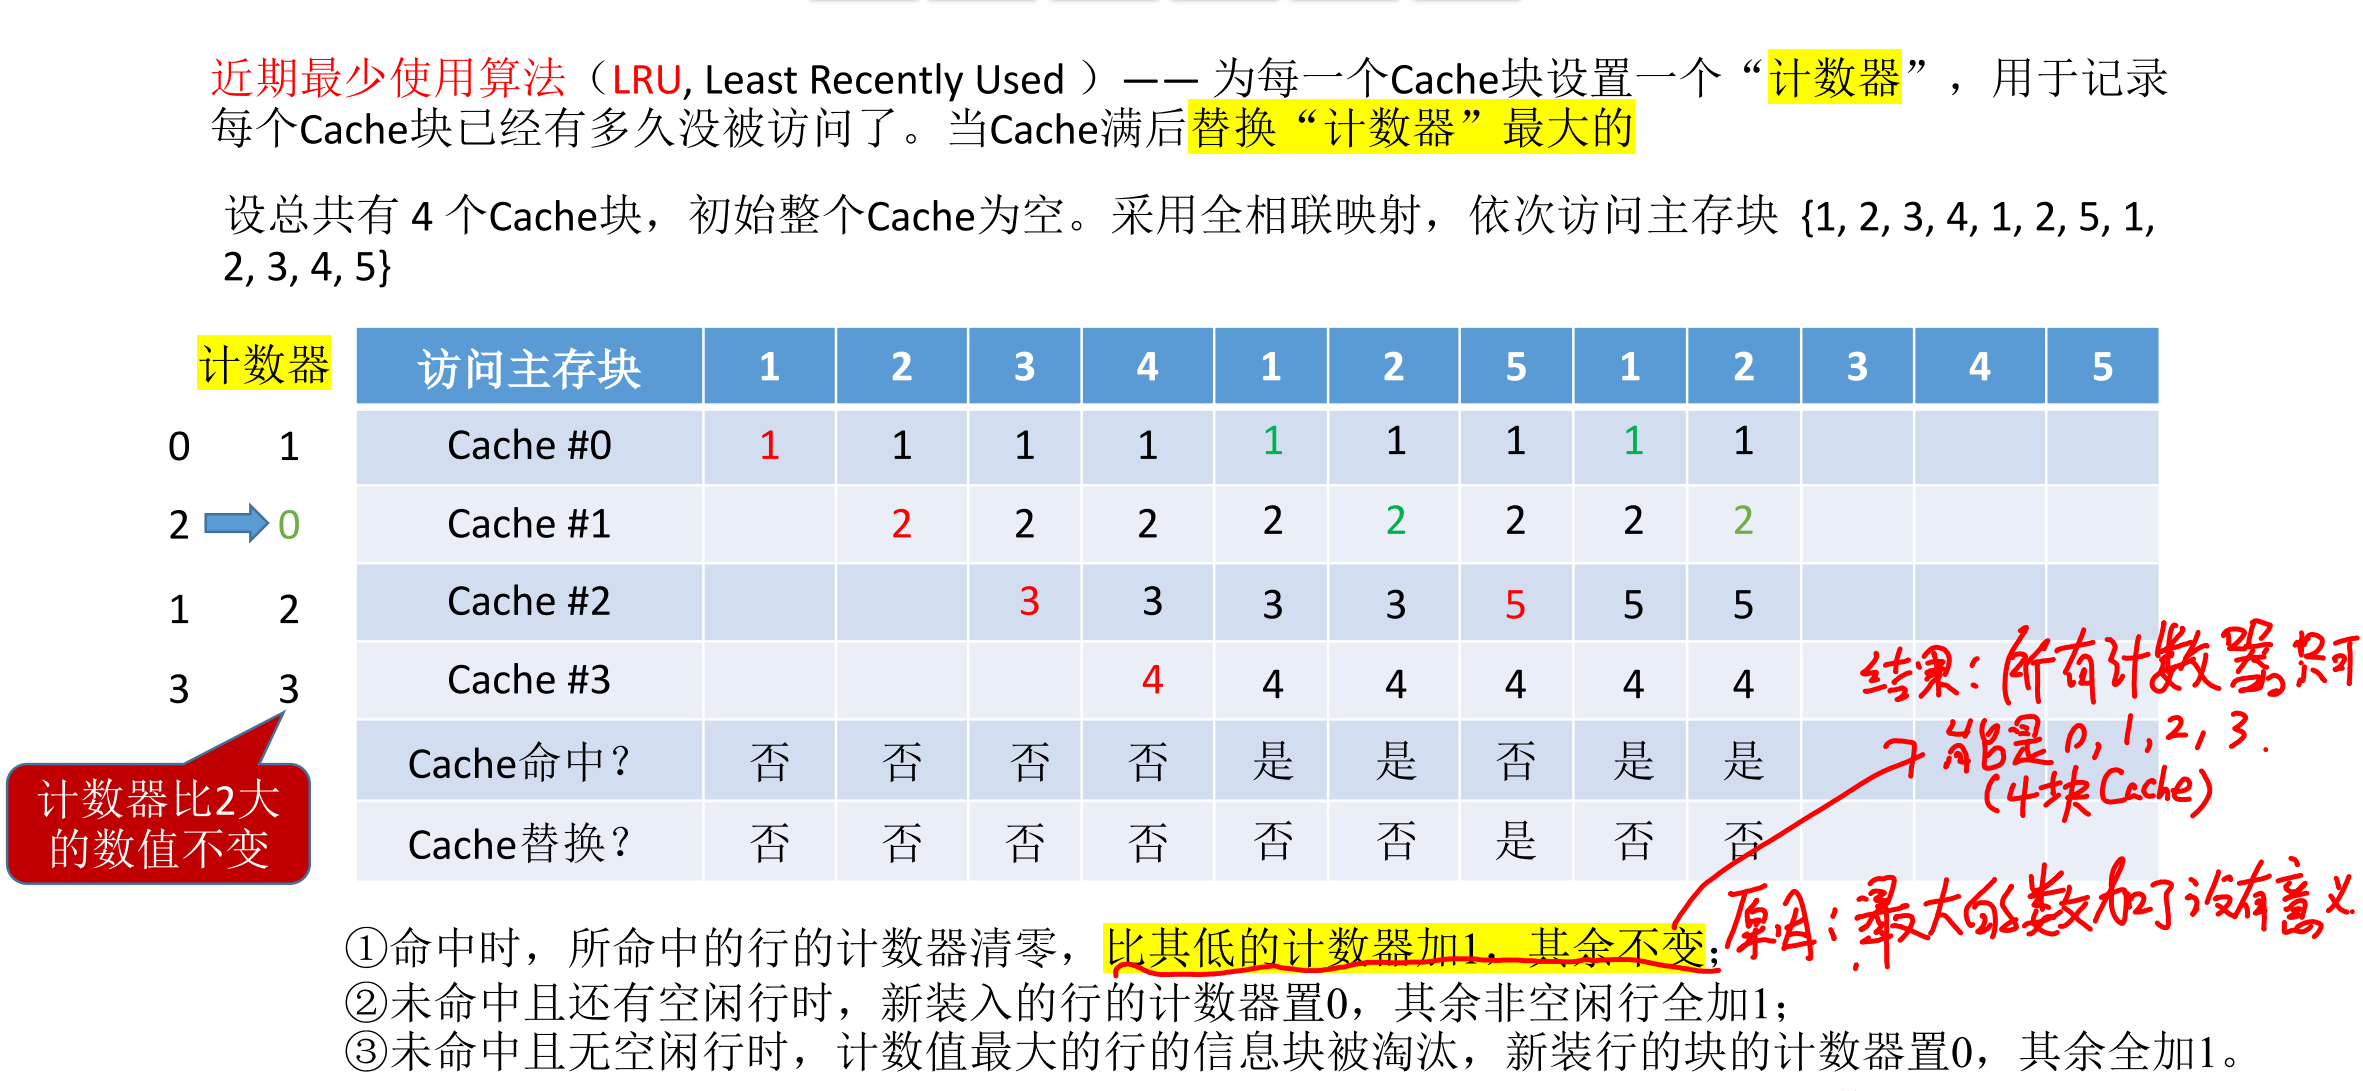 近期最少使用算法（LRU, Least Recently Used ）—— 为每一个Cache块设置一个“计数器”，用于记录
每个Cache块已经有多久没被访问了。当Cache满后替换“计数器”最大的
设总共有 4 个Cache块，初始整个Cache为空。采用全相联映射，依次访问主存块 {1, 2, 3, 4, 1, 2, 5, 1,
2, 3, 4, 5}
计数器 访问主存块 1 2 3 4 1 2 5 1 2 3 4 5
0 1 Cache #0 1 1 1 1 1 1 1 1 1
2 0 Cache #1 2 2 2 2 2 2 2 2
1 2 Cache #2 3 3 3 3 5 5 5
3 3 Cache #3 4 4 4 4 4 4
Cache命中? 否 否 否 否 是 是 否 是 是
Cache替换? 否 否 否 否 否 否 是 否 否
计数器比2大
的数值不变
结果：所有计数器只可
能是 0, 1, 2, 3.
(4块Cache)
原因：最大的数加了没有意义
①命中时，所命中的行的计数器清零，比其低的计数器加1，其余不变；
②未命中且还有空闲行时，新装入的行的计数器置0，其余非空闲行全加1；
③未命中且无空闲行时，计数值最大的行的信息块被淘汰，新装行的块的计数器置0，其余全加1。